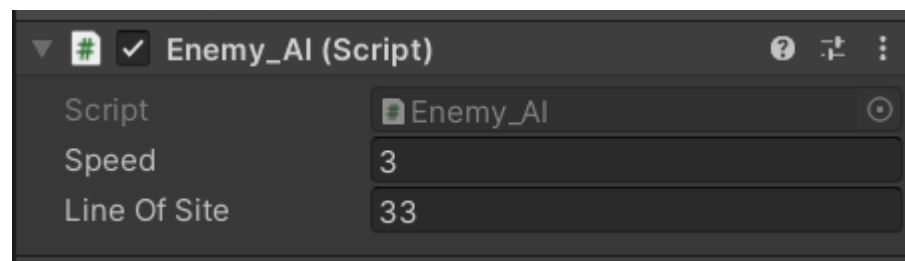 # Enemy_AI (Script)
Script # Enemy_AI
Speed 3
Line Of Site 33